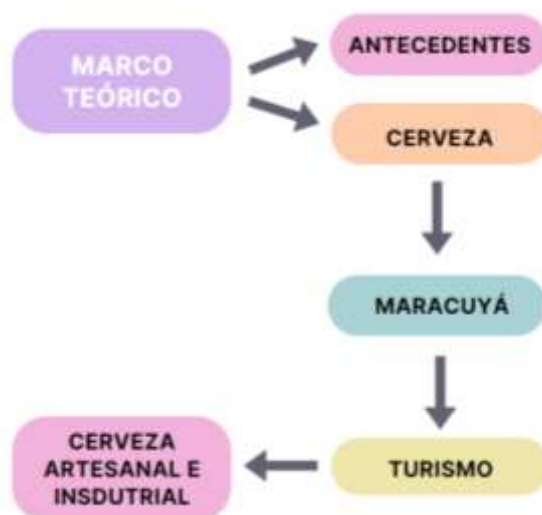 MARCO
TEÓRICO
ANTECEDENTES
CERVEZA
MARACUYÁ
TURISMO
CERVEZA
ARTESANAL E
INSDUTRIAL